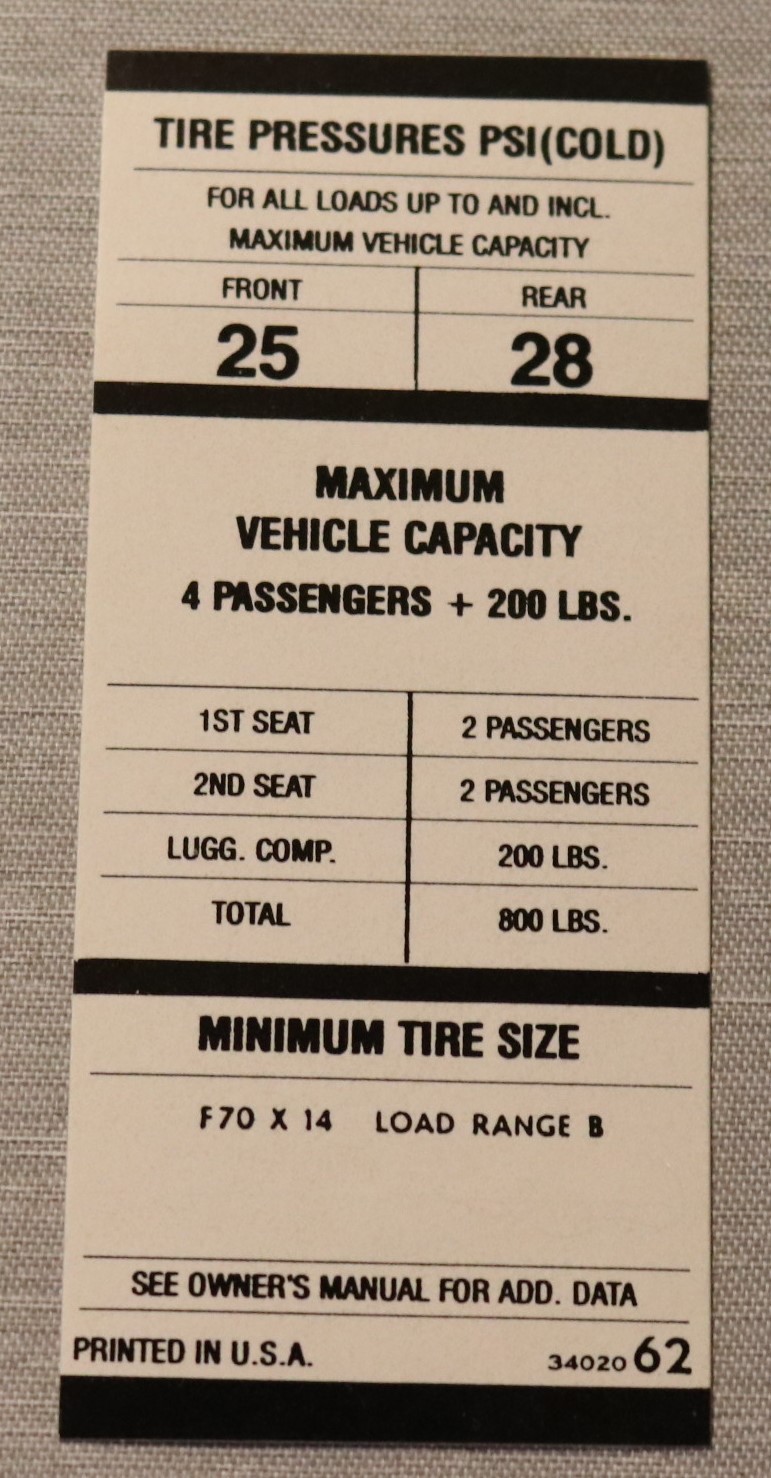 TIRE PRESSURES PSI(COLD)
FOR ALL LOADS UP TO AND INCL.
MAXIMUM VEHICLE CAPACITY
FRONT REAR
25 28
MAXIMUM
VEHICLE CAPACITY
4 PASSENGERS + 200 LBS.
1ST SEAT 2 PASSENGERS
2ND SEAT 2 PASSENGERS
LUGG. COMP. 200 LBS.
TOTAL 800 LBS.
MINIMUM TIRE SIZE
F70 X 14 LOAD RANGE B
SEE OWNER'S MANUAL FOR ADD. DATA
PRINTED IN U.S.A. 34020 62